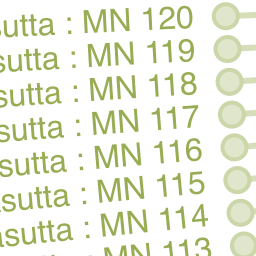 sutta : MN 120
sutta : MN 119
sutta : MN 118
sutta : MN 117
sutta : MN 116
sutta : MN 115
sutta : MN 114
MN 113